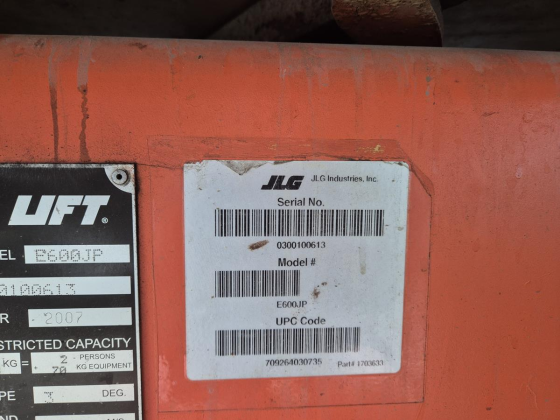 UFT.
EL E600JP
0100613
R 2007
STRICTED CAPACITY
KG = 2 - PERSONS
70 KG EQUIPMENT
PE 3 DEG.
JLG JLG Industries, Inc.
Serial No.
0300100613
Model #
E600JP
UPC Code
709264030735 Part# 1703633